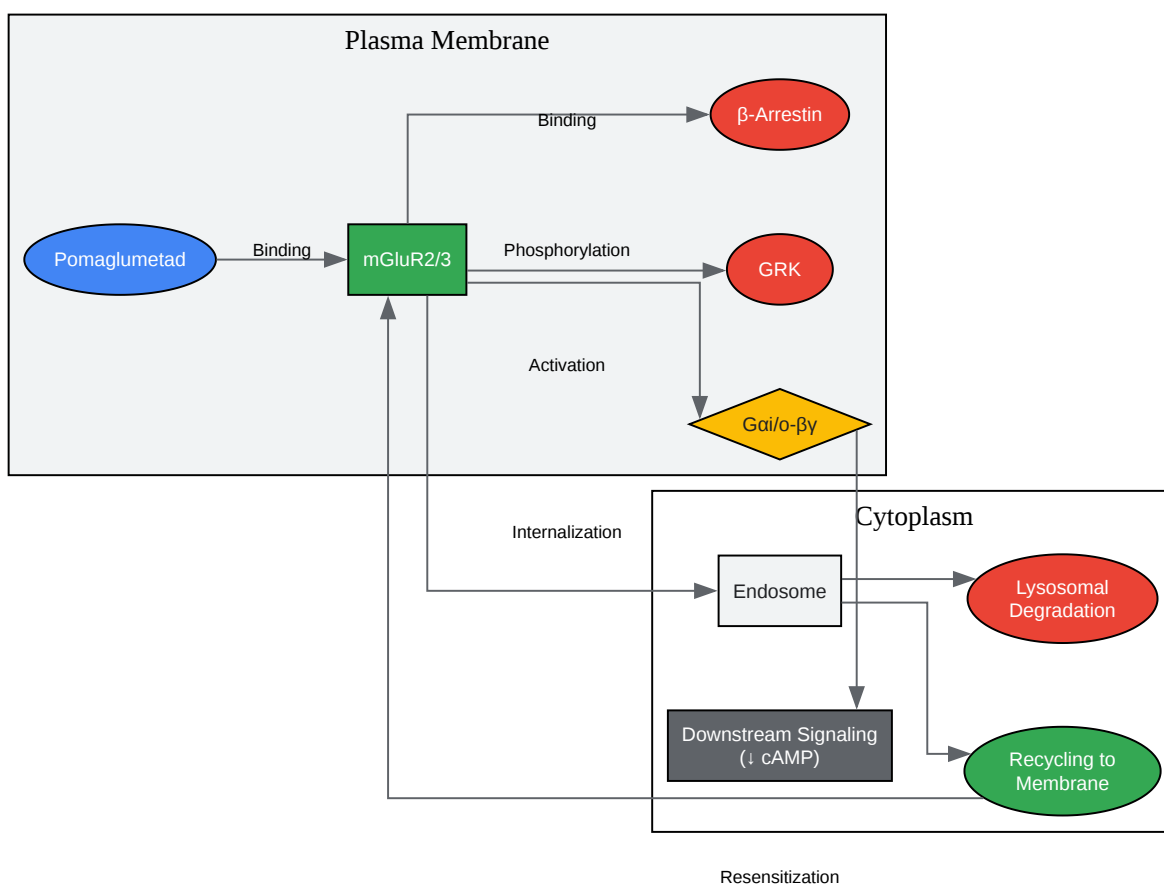 Plasma Membrane
Binding
β-Arrestin
Pomaglumetad
Binding
mGluR2/3
Phosphorylation
GRK
Activation
Gαi/o-βγ
Cytoplasm
Internalization
Endosome
Lysosomal
Degradation
Downstream Signaling
(↓ cAMP)
Recycling to
Membrane
Resensitization